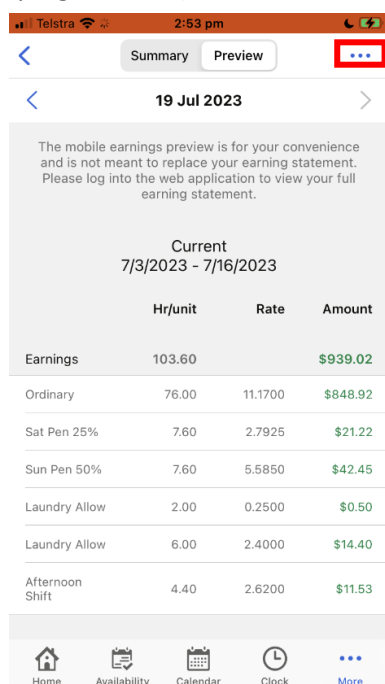 Telstra 2:53 pm
Summary Preview
19 Jul 2023
The mobile earnings preview is for your convenience
and is not meant to replace your earning statement.
Please log into the web application to view your full
earning statement.
Current
7/3/2023 - 7/16/2023
Hr/unit Rate Amount
Earnings 103.60 $939.02
Ordinary 76.00 11.1700 $848.92
Sat Pen 25% 7.60 2.7925 $21.22
Sun Pen 50% 7.60 5.5850 $42.45
Laundry Allow 2.00 0.2500 $0.50
Laundry Allow 6.00 2.4000 $14.40
Afternoon
Shift 4.40 2.6200 $11.53
Home Availability Calendar Clock More